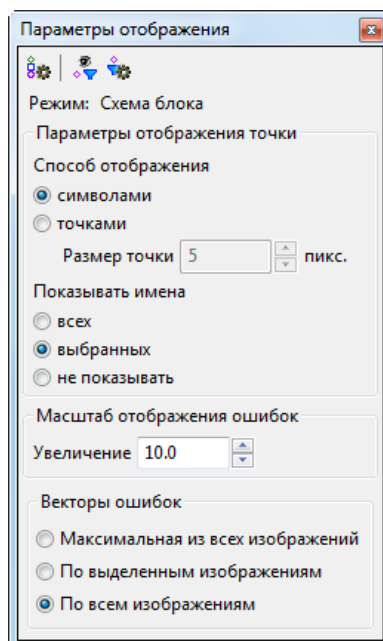 Параметры отображения
Режим: Схема блока
Параметры отображения точки
Способ отображения
символами
точками
Размер точки 5 пикс.
Показывать имена
всех
выбранных
не показывать
Масштаб отображения ошибок
Увеличение 10.0
Векторы ошибок
Максимальная из всех изображений
По выделенным изображениям
По всем изображениям